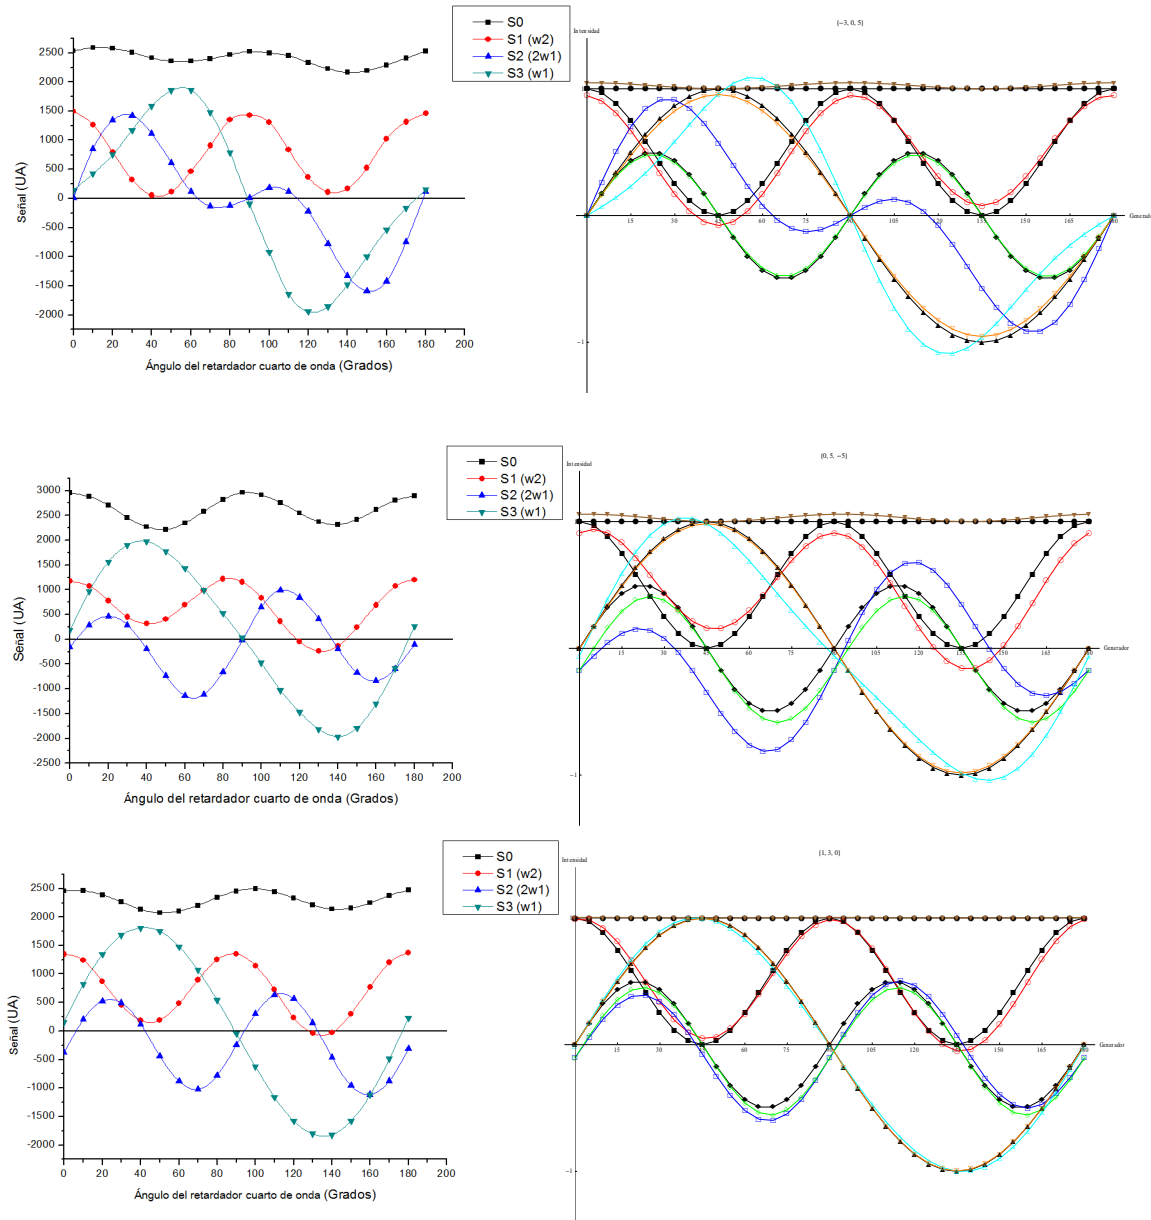 S0
S1 (w2)
S2 (2w1)
S3 (w1)
2500
2000
1500
1000
500
0
-500
-1000
-1500
-2000
Señal (UA)
0 20 40 60 80 100 120 140 160 180 200
Ángulo del retardador cuarto de onda (Grados)
{-3, 0, 5}
Intensidad
15 30 45 60 75 90 105 120 135 150 165 180
Generador
-1
S0
S1 (w2)
S2 (2w1)
S3 (w1)
3000
2500
2000
1500
1000
500
0
-500
-1000
-1500
-2000
-2500
Señal (UA)
0 20 40 60 80 100 120 140 160 180 200
Ángulo del retardador cuarto de onda (Grados)
{0, 5, -5}
Intensidad
15 30 45 60 75 90 105 120 135 150 165 180
Generador
-1
S0
S1 (w2)
S2 (2w1)
S3 (w1)
2500
2000
1500
1000
500
0
-500
-1000
-1500
-2000
Señal (UA)
0 20 40 60 80 100 120 140 160 180 200
Ángulo del retardador cuarto de onda (Grados)
{1, 3, 0}
Intensidad
15 30 45 60 75 90 105 120 135 150 165 180
Generador
-1